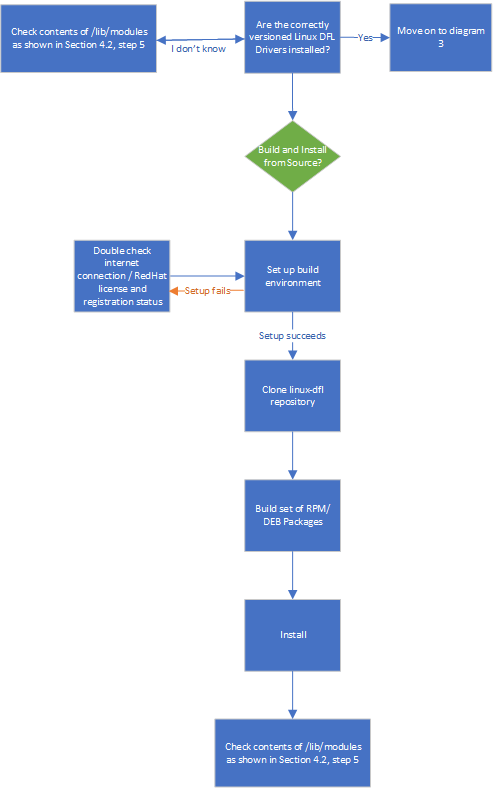 Check contents of /lib/modules
as shown in Section 4.2, step 5
I don't know
Are the correctly
versioned Linux DFL
Drivers installed?
Yes
Move on to diagram
3
Build and Install
from Source?
Double check
internet
connection / RedHat
license and
registration status
Setup fails
Set up build
environment
Setup succeeds
Clone linux-dfl
repository
Build set of RPM/
DEB Packages
Install
Check contents of /lib/modules
as shown in Section 4.2, step 5